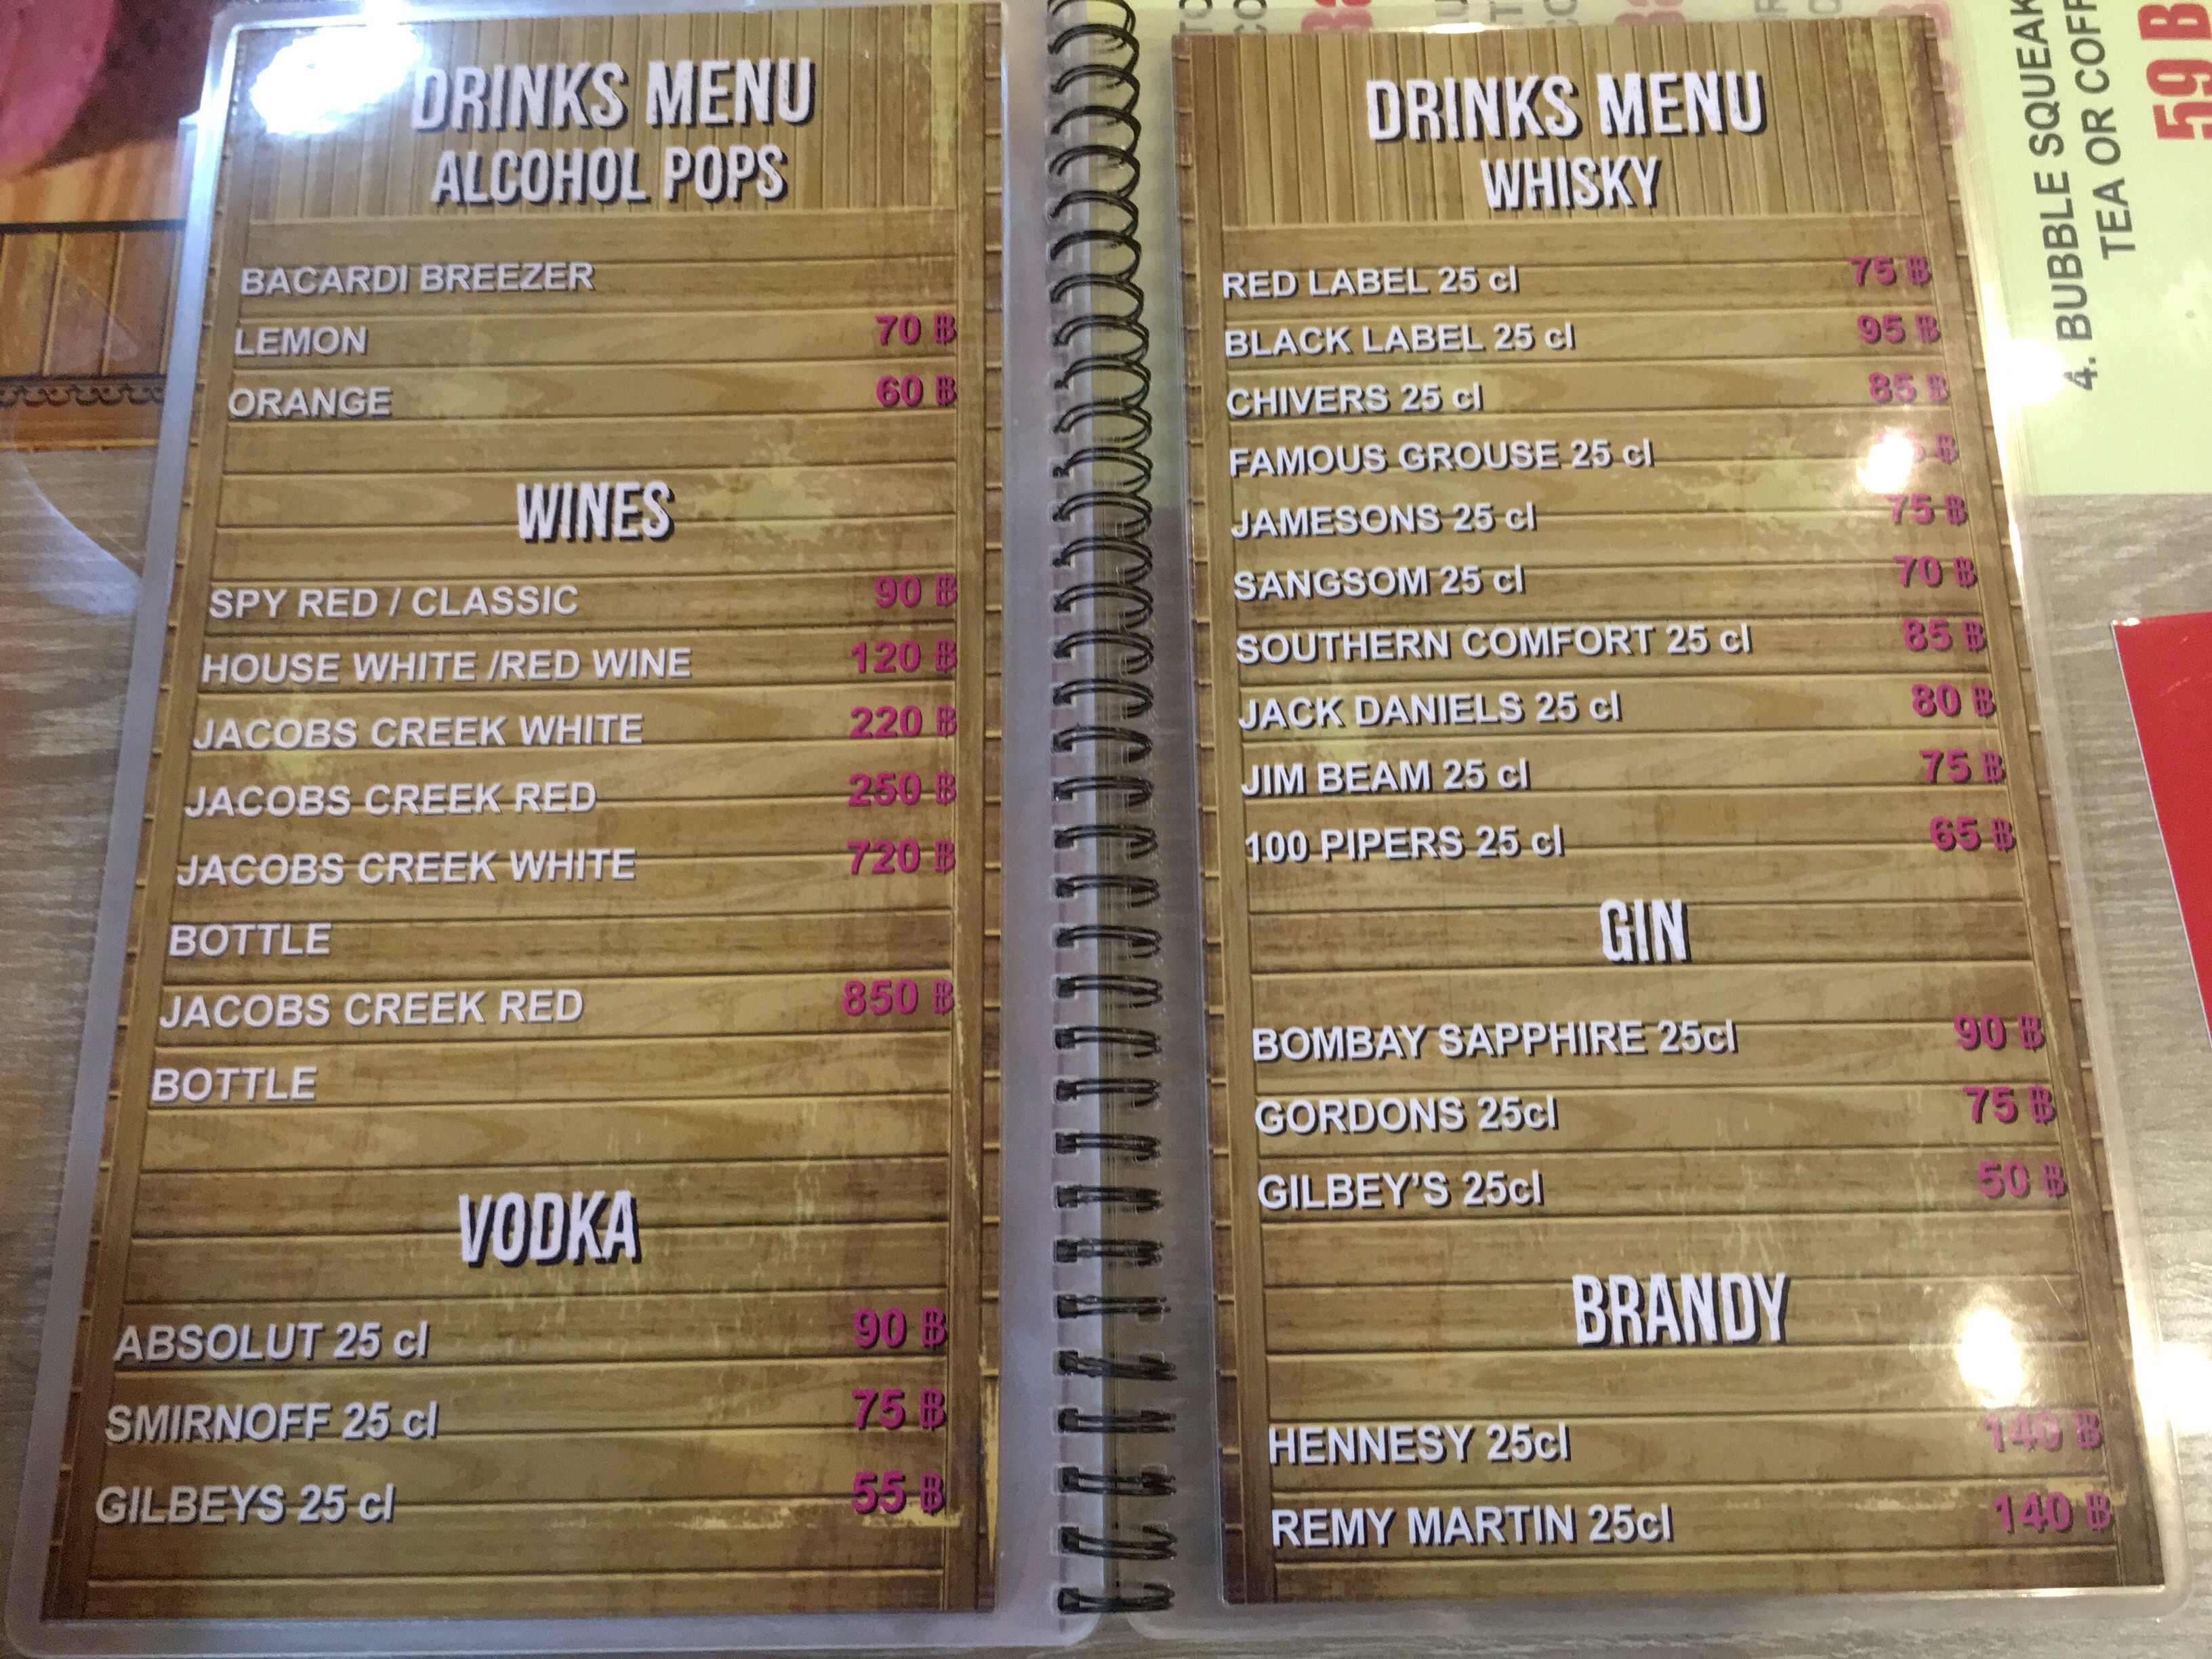 DRINKS MENU
ALCOHOL POPS
BACARDI BREEZER
LEMON 70 ฿
ORANGE 60 ฿
WINES
SPY RED / CLASSIC 90 ฿
HOUSE WHITE /RED WINE 120 ฿
JACOBS CREEK WHITE 220 ฿
JACOBS CREEK RED 250 ฿
JACOBS CREEK WHITE 720 ฿
BOTTLE
JACOBS CREEK RED 850 ฿
BOTTLE
VODKA
ABSOLUT 25 cl 90 ฿
SMIRNOFF 25 cl 75 ฿
GILBEYS 25 cl 55 ฿
DRINKS MENU
WHISKY
RED LABEL 25 cl 75 ฿
BLACK LABEL 25 cl 95 ฿
CHIVERS 25 cl 85 ฿
FAMOUS GROUSE 25 cl ฿
JAMESONS 25 cl 75 ฿
SANGSOM 25 cl 70 ฿
SOUTHERN COMFORT 25 cl 85 ฿
JACK DANIELS 25 cl 80 ฿
JIM BEAM 25 cl 75 ฿
100 PIPERS 25 cl 65 ฿
GIN
BOMBAY SAPPHIRE 25cl 90 ฿
GORDONS 25cl 75 ฿
GILBEY'S 25cl 50 ฿
BRANDY
HENNESY 25cl 140 ฿
REMY MARTIN 25cl 140 ฿
4. BUBBLE SQUEAK
TEA OR COFF
59 B